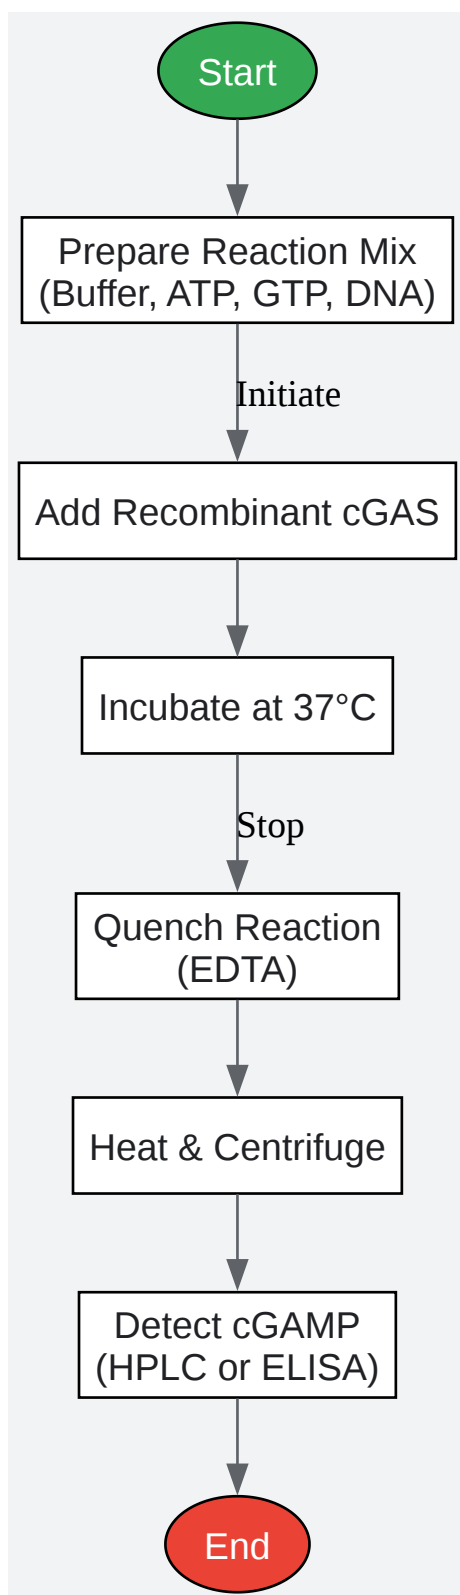 Start
Prepare Reaction Mix
(Buffer, ATP, GTP, DNA)
Initiate
Add Recombinant cGAS
Incubate at 37°C
Stop
Quench Reaction
(EDTA)
Heat & Centrifuge
Detect cGAMP
(HPLC or ELISA)
End